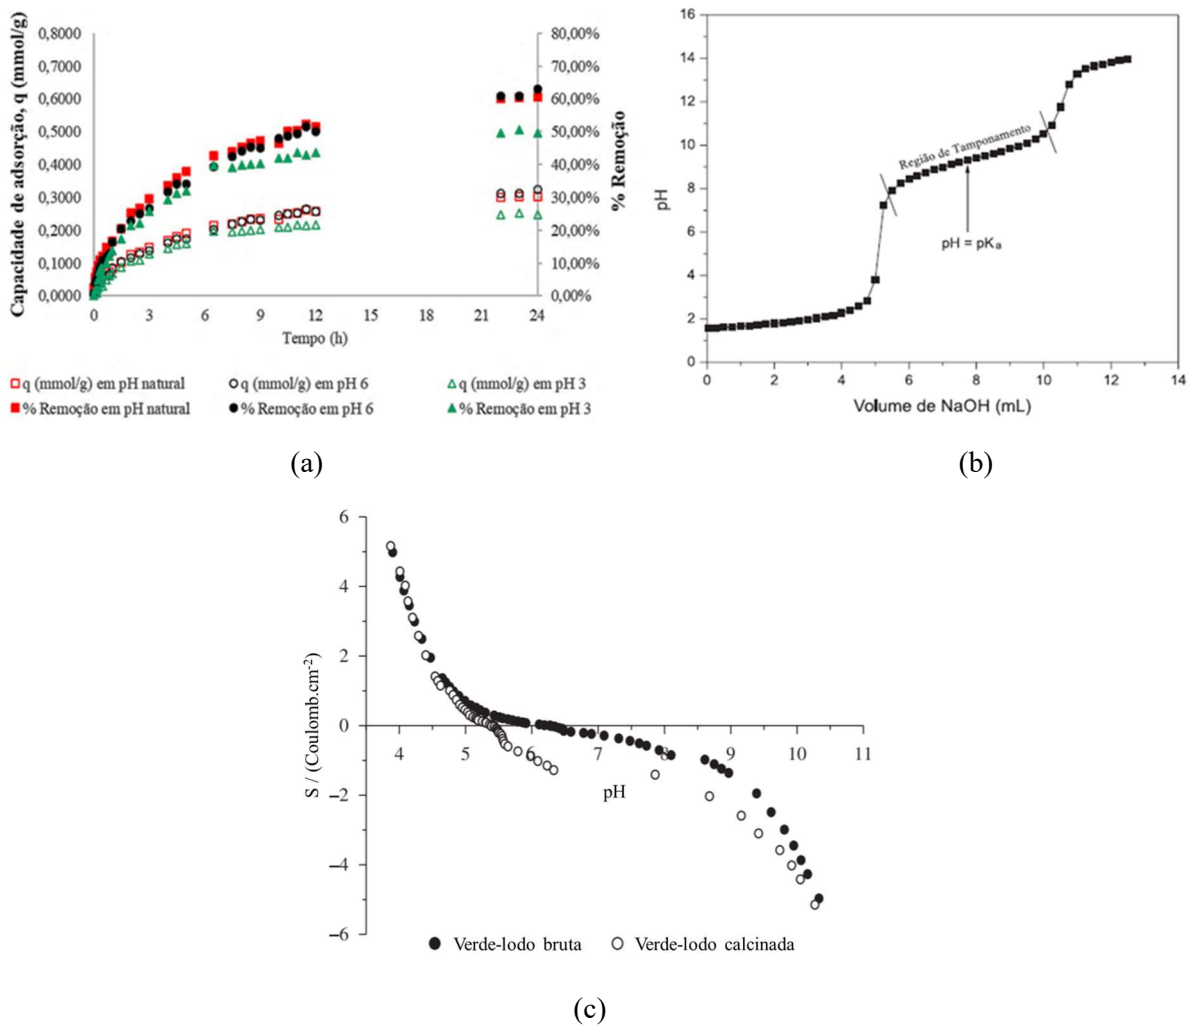 Capacidade de adsorção, q (mmol/g)
0,8000
0,7000
0,6000
0,5000
0,4000
0,3000
0,2000
0,1000
0,0000
80,00%
70,00%
60,00%
50,00%
40,00%
30,00%
20,00%
10,00%
0,00%
% Remoção
0 3 6 9 12 15 18 21 24
Tempo (h)
q (mmol/g) em pH natural q (mmol/g) em pH 6 q (mmol/g) em pH 3
% Remoção em pH natural % Remoção em pH 6 % Remoção em pH 3
(a)
pH
16
14
12
10
8
6
4
2
0
Região de Tamponamento
pH = pKa
0 2 4 6 8 10 12 14
Volume de NaOH (mL)
(b)
S / (Coulomb.cm-2)
6
4
2
0
–2
–4
–6
4 5 6 7 8 9 10 11
pH
Verde-lodo bruta Verde-lodo calcinada
(c)